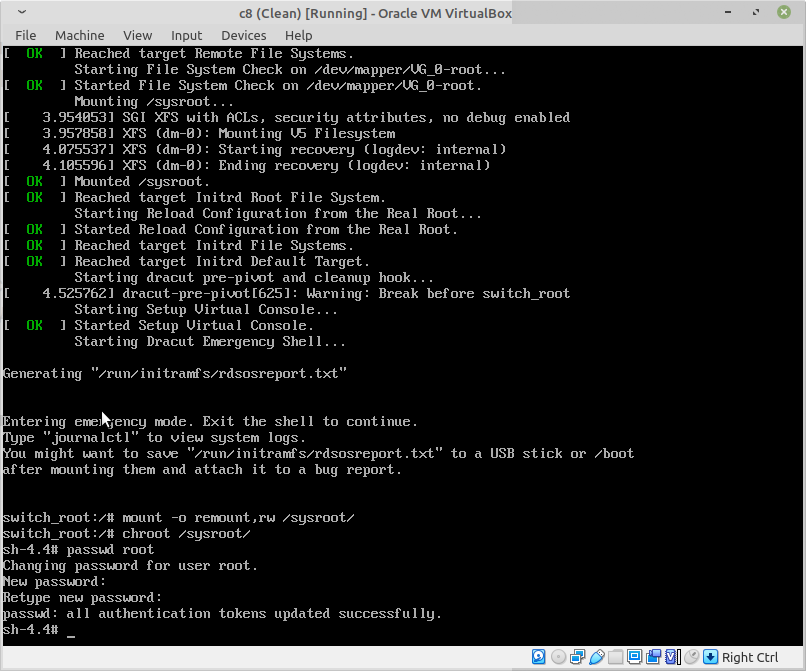 c8 (Clean) [Running] - Oracle VM VirtualBox
File Machine View Input Devices Help
[  OK  ] Reached target Remote File Systems.
         Starting File System Check on /dev/mapper/VG_0-root...
[  OK  ] Started File System Check on /dev/mapper/VG_0-root.
         Mounting /sysroot...
[    3.954053] SGI XFS with ACLs, security attributes, no debug enabled
[    3.957858] XFS (dm-0): Mounting V5 Filesystem
[    4.075537] XFS (dm-0): Starting recovery (logdev: internal)
[    4.105596] XFS (dm-0): Ending recovery (logdev: internal)
[  OK  ] Mounted /sysroot.
[  OK  ] Reached target Initrd Root File System.
         Starting Reload Configuration from the Real Root...
[  OK  ] Started Reload Configuration from the Real Root.
[  OK  ] Reached target Initrd File Systems.
[  OK  ] Reached target Initrd Default Target.
         Starting dracut pre-pivot and cleanup hook...
[    4.525762] dracut-pre-pivot[625]: Warning: Break before switch_root
         Starting Setup Virtual Console...
[  OK  ] Started Setup Virtual Console.
         Starting Dracut Emergency Shell...
Generating "/run/initramfs/rdsosreport.txt"
Entering emergency mode. Exit the shell to continue.
Type "journalctl" to view system logs.
You might want to save "/run/initramfs/rdsosreport.txt" to a USB stick or /boot
after mounting them and attach it to a bug report.
switch_root:/# mount -o remount,rw /sysroot/
switch_root:/# chroot /sysroot/
sh-4.4# passwd root
Changing password for user root.
New password:
Retype new password:
passwd: all authentication tokens updated successfully.
sh-4.4# _
Right Ctrl